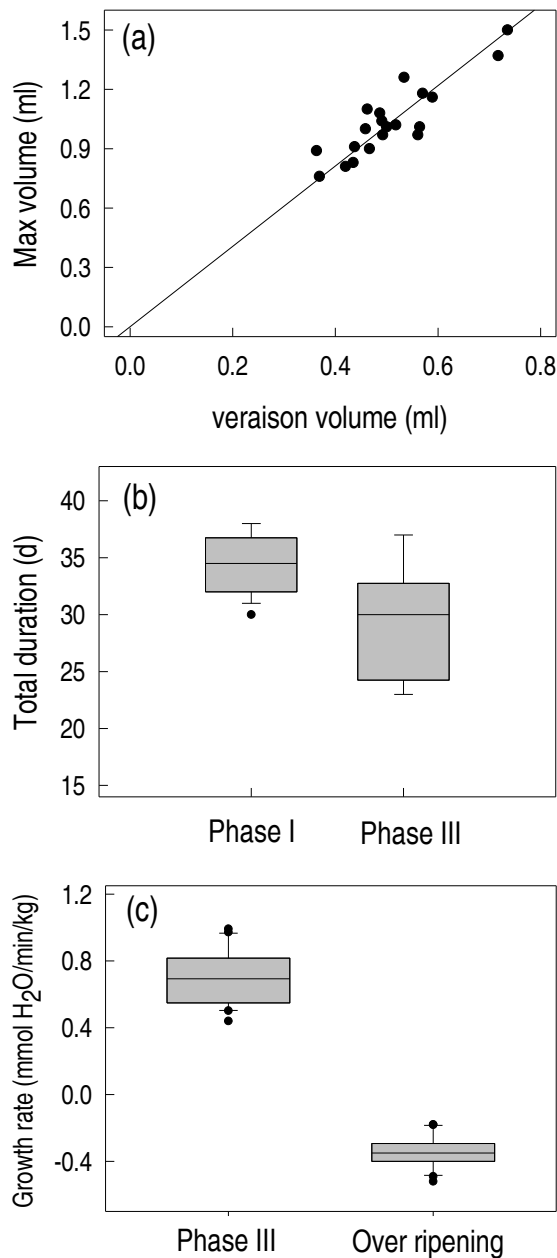 (a)
1.5
1.2
0.9
0.6
0.3
0.0
Max volume (ml)
0.0 0.2 0.4 0.6 0.8
veraison volume (ml)
(b)
40
35
30
25
20
15
Total duration (d)
Phase I Phase III
(c)
1.2
0.8
0.4
0.0
-0.4
Growth rate (mmol H₂O/min/kg)
Phase III Over ripening